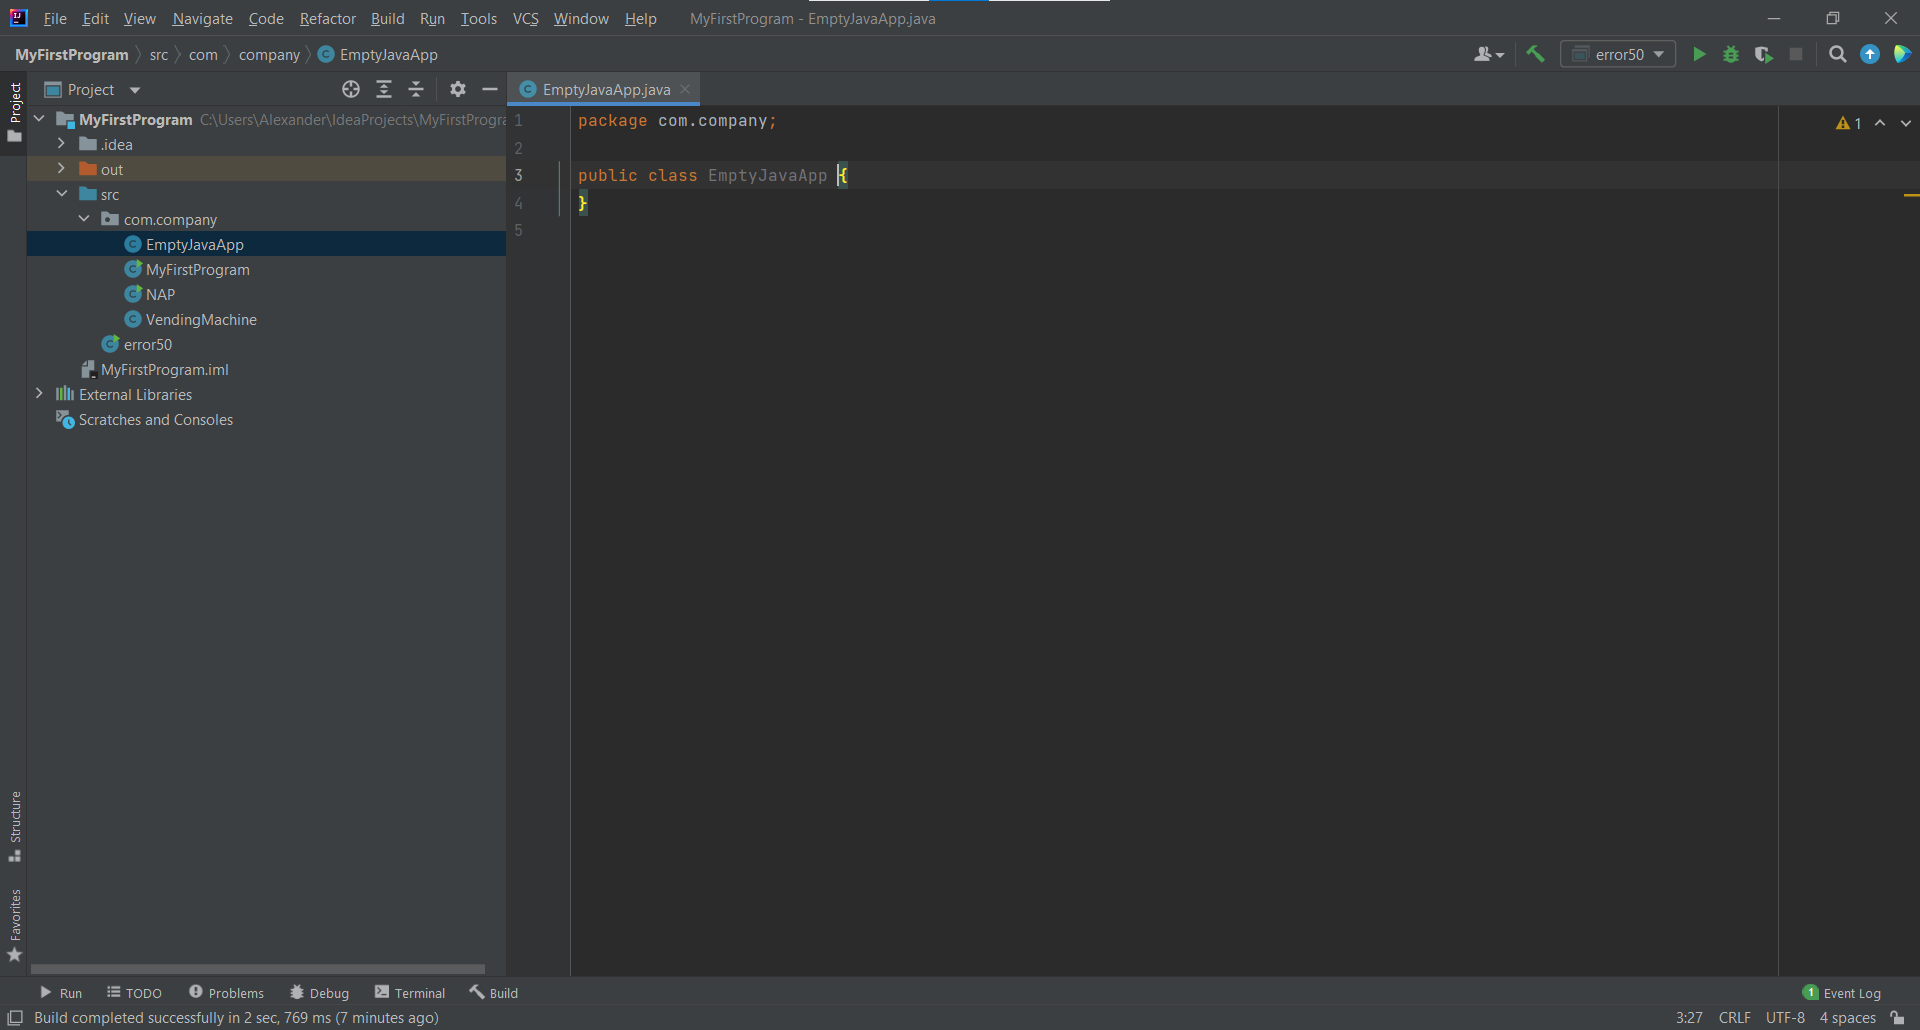 File Edit View Navigate Code Refactor Build Run Tools VCS Window Help MyFirstProgram - EmptyJavaApp.java
MyFirstProgram src com company EmptyJavaApp
error50
Project
Project
EmptyJavaApp.java
MyFirstProgram C:\Users\Alexander\IdeaProjects\MyFirstProgra
.idea
out
src
com.company
EmptyJavaApp
MyFirstProgram
NAP
VendingMachine
error50
MyFirstProgram.iml
External Libraries
Scratches and Consoles
1 package com.company;
2
3 public class EmptyJavaApp {
4 }
5
1
Structure
Favorites
Run TODO Problems Debug Terminal Build
1 Event Log
Build completed successfully in 2 sec, 769 ms (7 minutes ago)
3:27 CRLF UTF-8 4 spaces